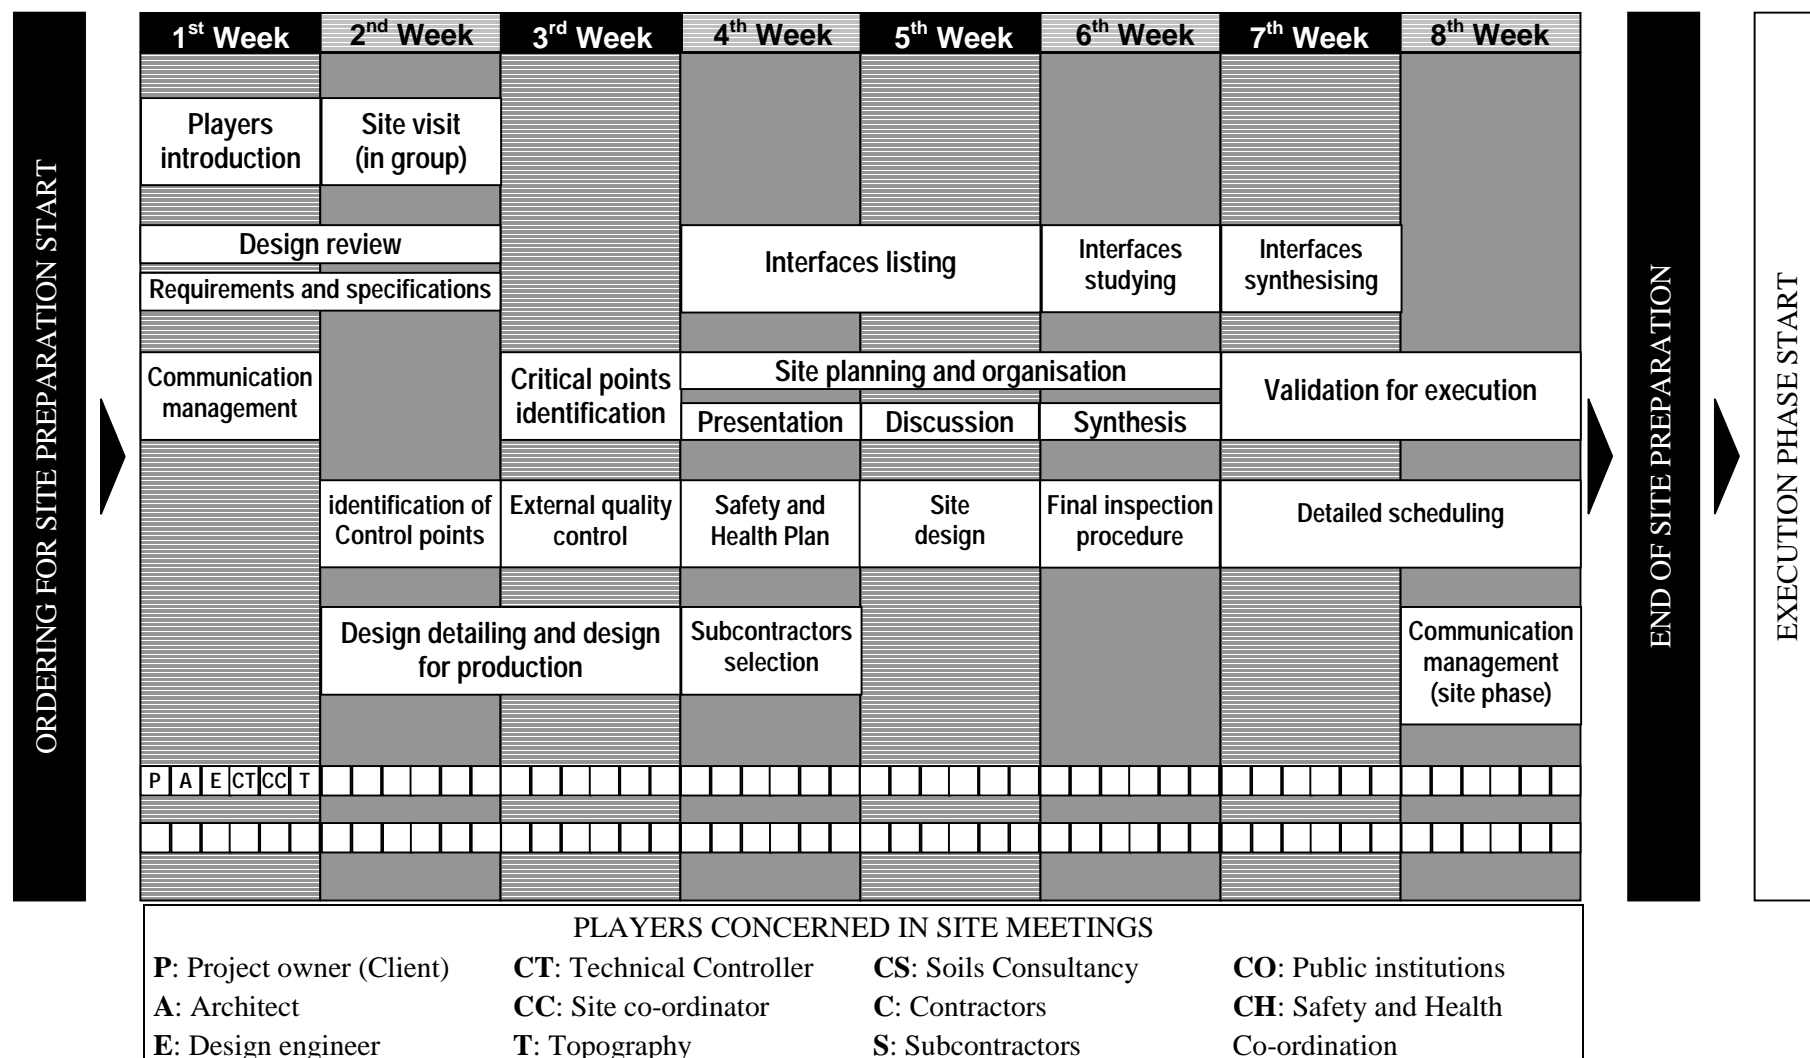 ORDERING FOR SITE PREPARATION START
1st Week
2nd Week
3rd Week
4th Week
5th Week
6th Week
7th Week
8th Week
Players
introduction
Site visit
(in group)
Design review
Requirements and specifications
Interfaces listing
Interfaces
studying
Interfaces
synthesising
Communication
management
Critical points
identification
Site planning and organisation
Presentation
Discussion
Synthesis
Validation for execution
identification of
Control points
External quality
control
Safety and
Health Plan
Site
design
Final inspection
procedure
Detailed scheduling
Design detailing and design
for production
Subcontractors
selection
Communication
management
(site phase)
P A E CT CC T
END OF SITE PREPARATION
EXECUTION PHASE START
PLAYERS CONCERNED IN SITE MEETINGS
P: Project owner (Client)
CT: Technical Controller
CS: Soils Consultancy
CO: Public institutions
A: Architect
CC: Site co-ordinator
C: Contractors
CH: Safety and Health
E: Design engineer
T: Topography
S: Subcontractors
Co-ordination